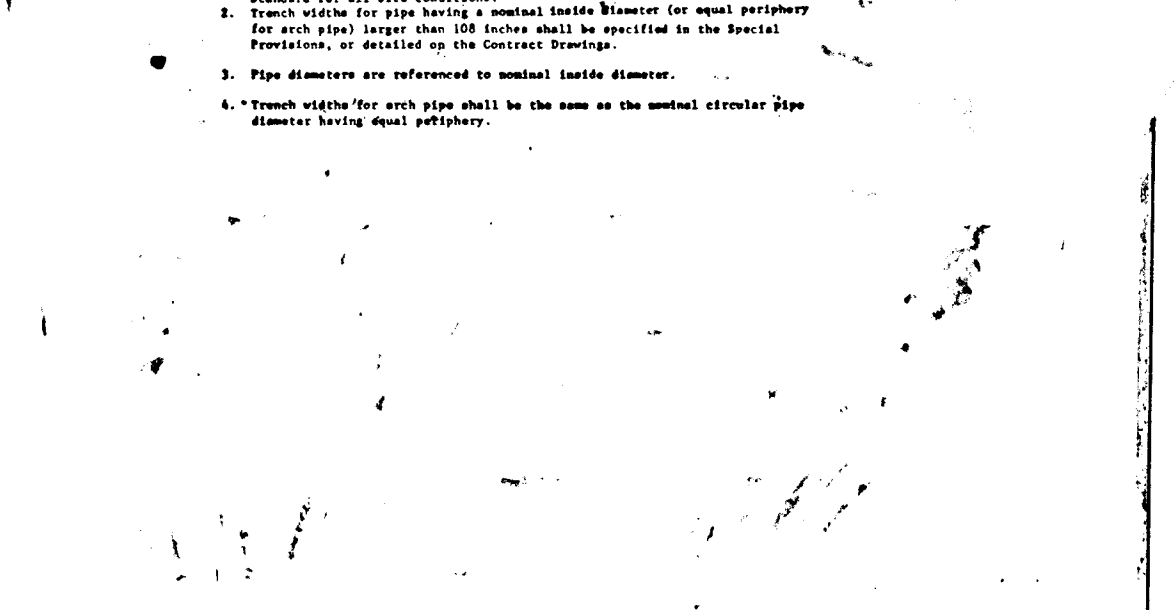 2. Trench widths for pipe having a nominal inside diameter (or equal periphery
for arch pipe) larger than 108 inches shall be specified in the Special
Provisions, or detailed on the Contract Drawings.
3. Pipe diameters are referenced to nominal inside diameter.
4. Trench widths for arch pipe shall be the same as the nominal circular pipe
diameter having equal periphery.